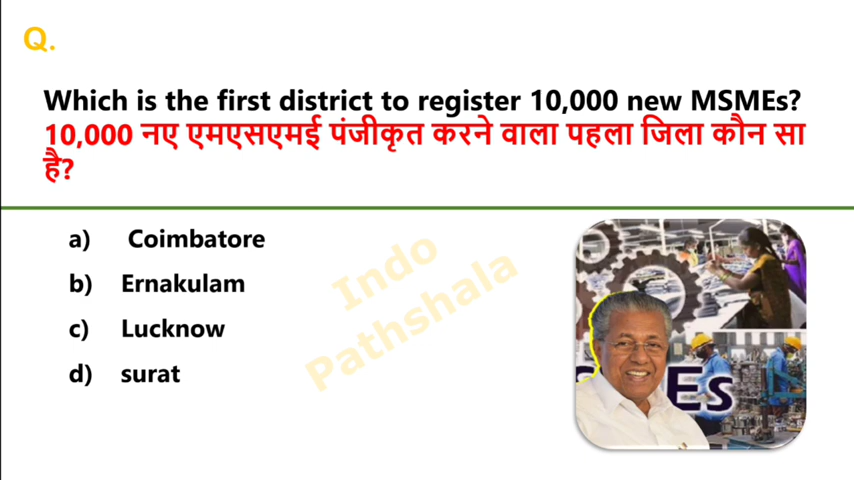 Q.
Which is the first district to register 10,000 new MSMEs?
10,000 नए एमएसएमई पंजीकृत करने वाला पहला जिला कौन सा
है?
a) Coimbatore
b) Ernakulam
c) Lucknow
d) surat
Indo
Pathshala